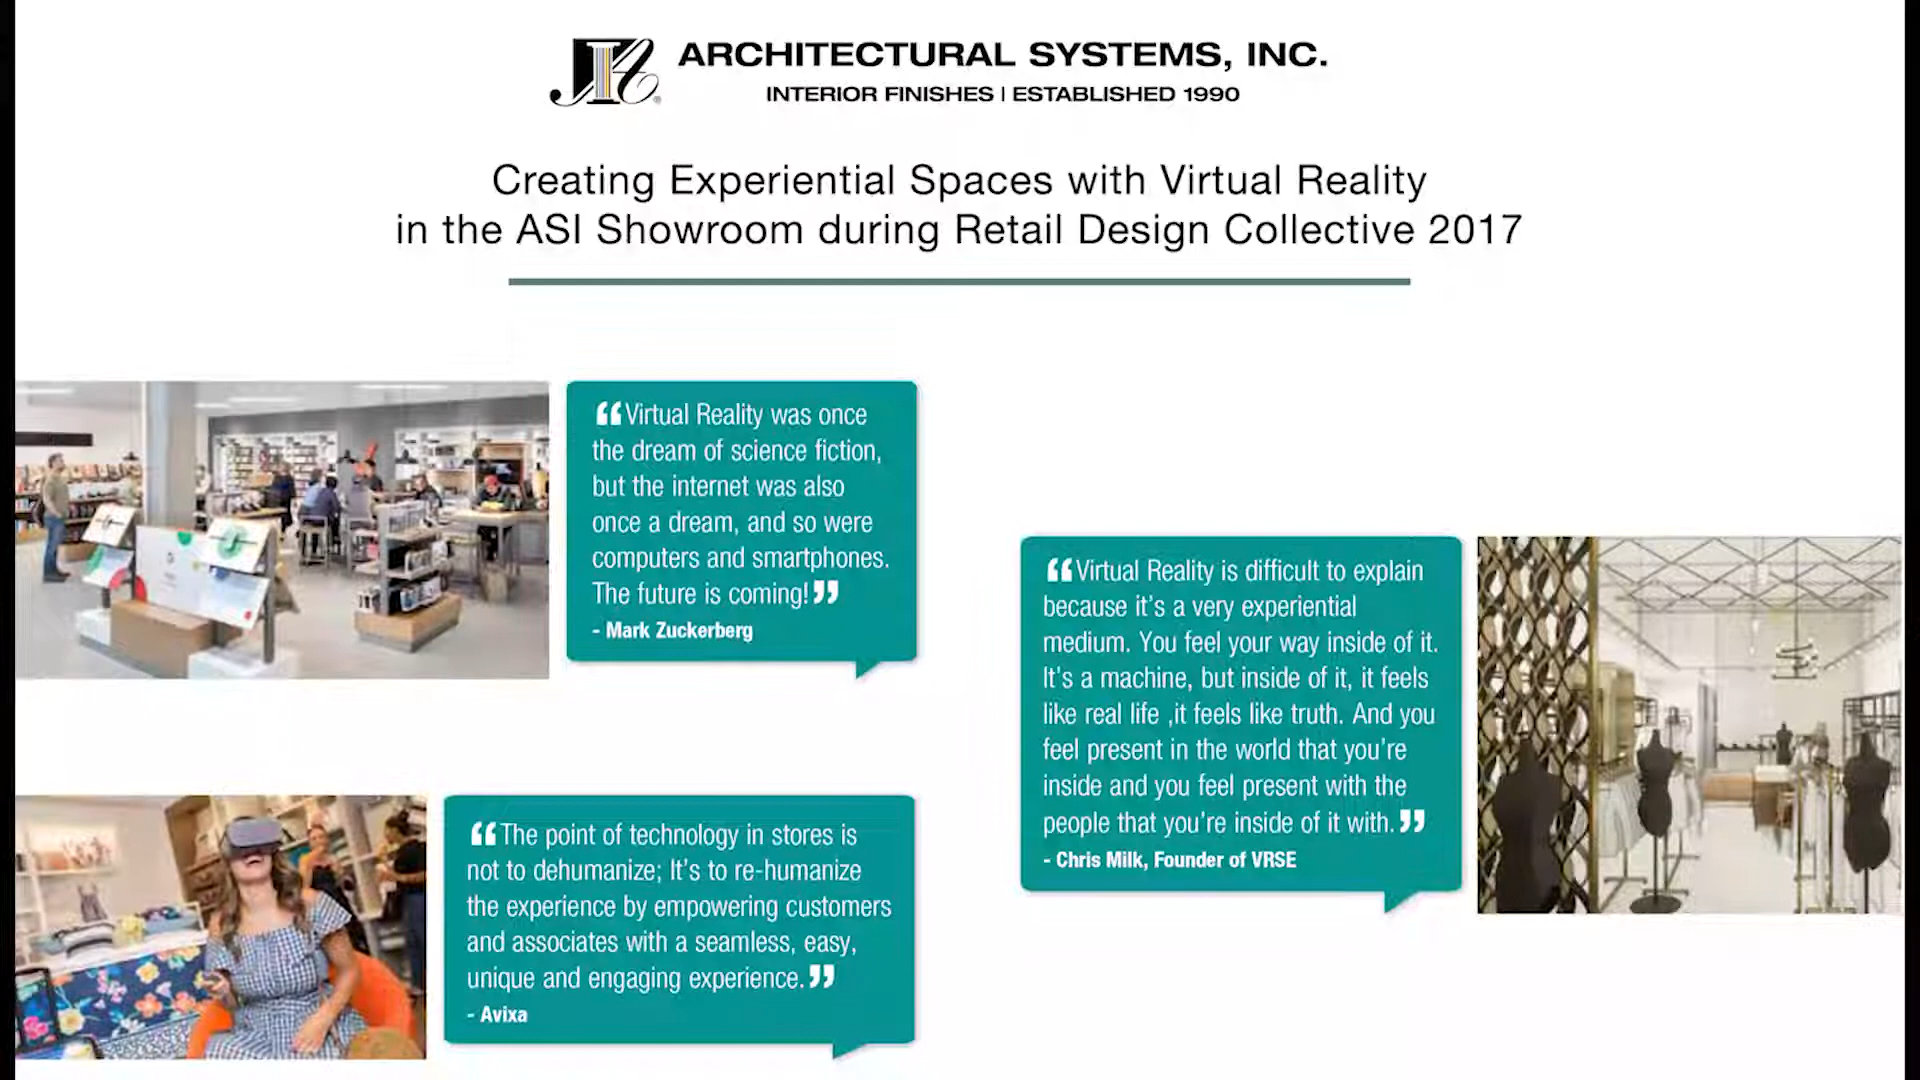 ARCHITECTURAL SYSTEMS, INC.
INTERIOR FINISHES | ESTABLISHED 1990
Creating Experiential Spaces with Virtual Reality
in the ASI Showroom during Retail Design Collective 2017
“Virtual Reality was once
the dream of science fiction,
but the internet was also
once a dream, and so were
computers and smartphones.
The future is coming!”
- Mark Zuckerberg
“Virtual Reality is difficult to explain
because it’s a very experiential
medium. You feel your way inside of it.
It’s a machine, but inside of it, it feels
like real life ,it feels like truth. And you
feel present in the world that you’re
inside and you feel present with the
people that you’re inside of it with.”
- Chris Milk, Founder of VRSE
“The point of technology in stores is
not to dehumanize; It’s to re-humanize
the experience by empowering customers
and associates with a seamless, easy,
unique and engaging experience.”
- Avixa